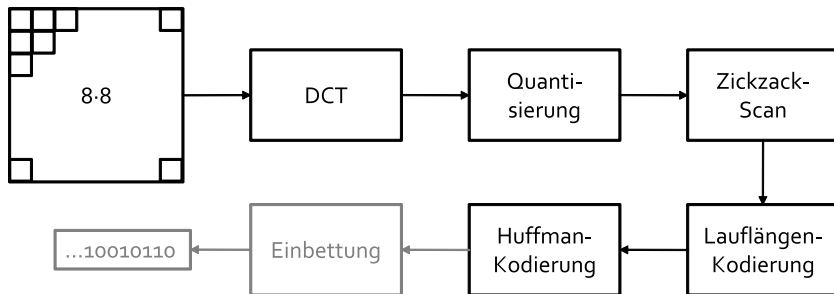 8·8
DCT
Quanti-
sierung
Zickzack-
Scan
Lauflängen-
Kodierung
Huffman-
Kodierung
Einbettung
...10010110